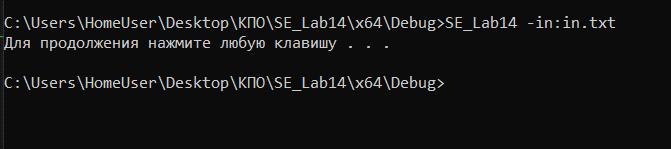 C:\Users\HomeUser\Desktop\КПО\SE_Lab14\x64\Debug>SE_Lab14 -in:in.txt
Для продолжения нажмите любую клавишу . . .
C:\Users\HomeUser\Desktop\КПО\SE_Lab14\x64\Debug>